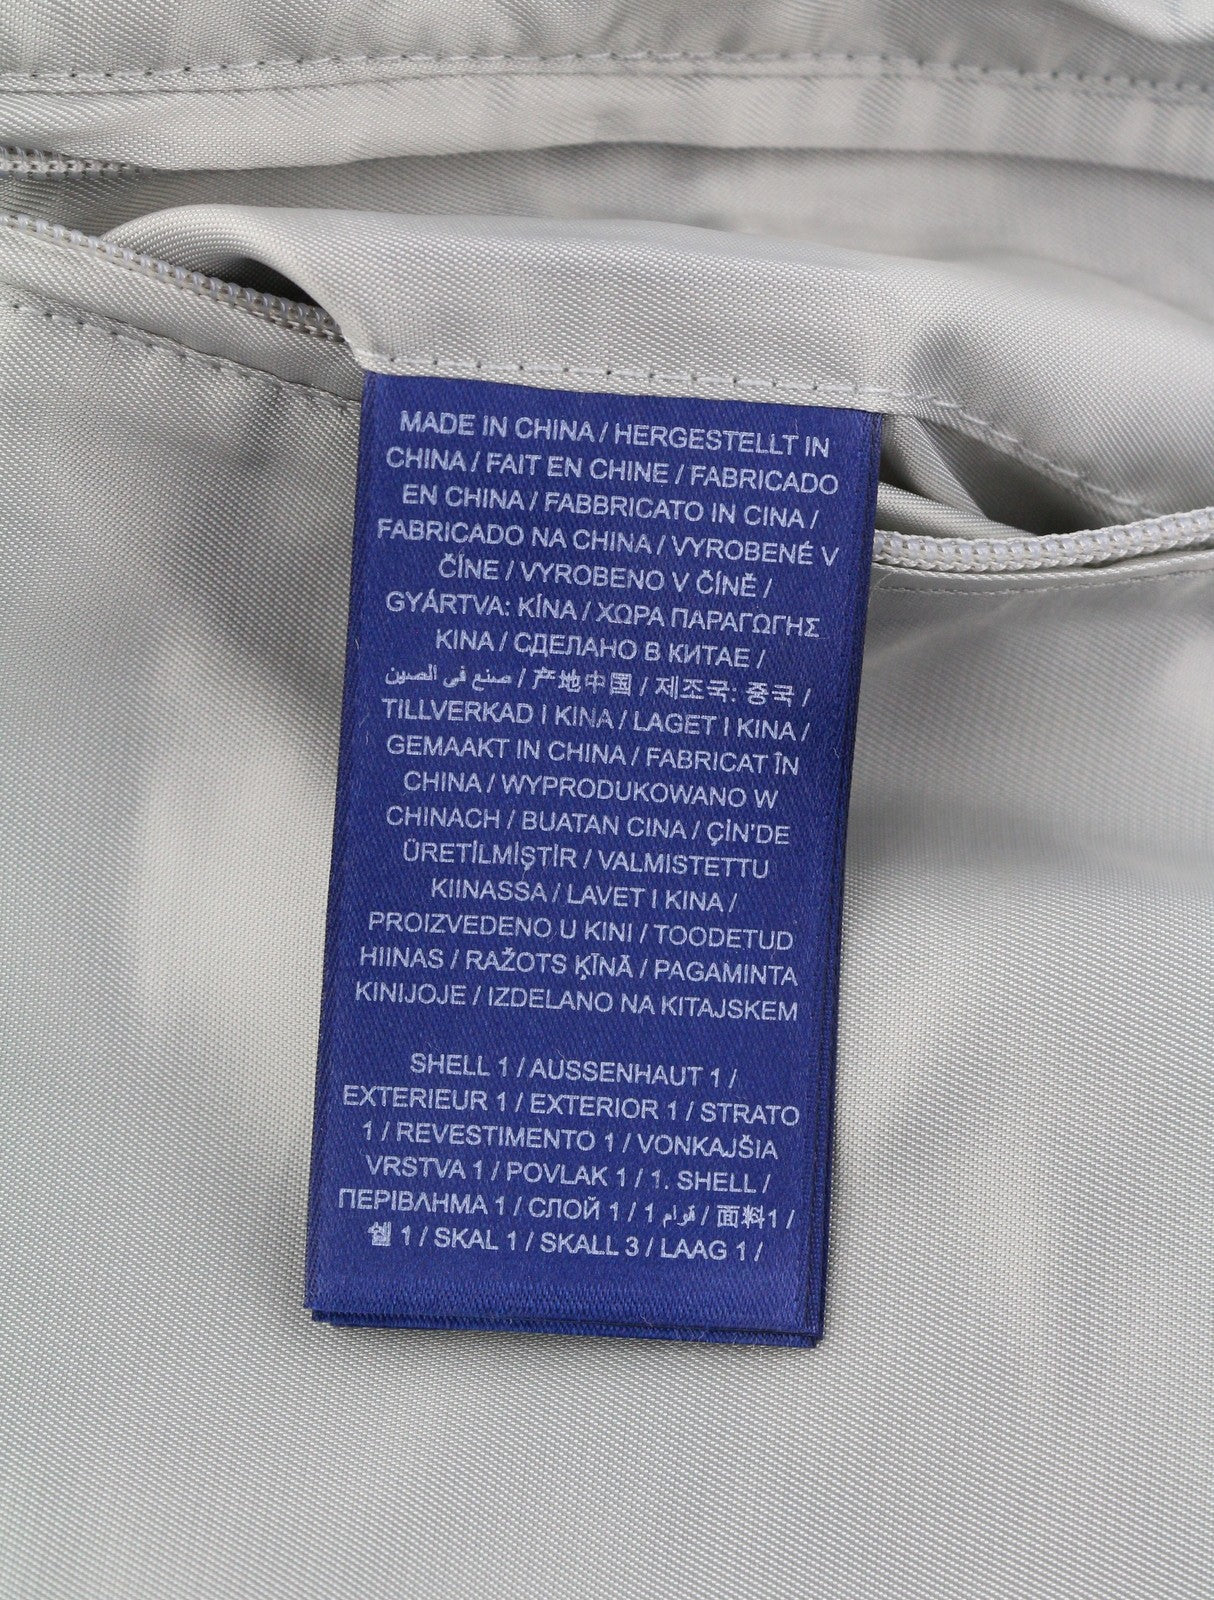 MADE IN CHINA / HERGESTELLT IN
CHINA / FAIT EN CHINE / FABRICADO
EN CHINA / FABBRICATO IN CINA /
FABRICADO NA CHINA / VYROBENÉ V
ČÍNE / VYROBENO V ČÍNĚ /
GYÁRTVA: KÍNA / ΧΩΡΑ ΠΑΡΑΓΩΓΗΣ
ΚΙΝΑ / СДЕЛАНО В КИТАЕ /
صنع في الصين / 产地中国 / 제조국: 중국 /
TILLVERKAD I KINA / LAGET I KINA /
GEMAAKT IN CHINA / FABRICAT ÎN
CHINA / WYPRODUKOWANO W
CHINACH / BUATAN CINA / ÇİN'DE
ÜRETİLMİŞTİR / VALMISTETTU
KIINASSA / LAVET I KINA /
PROIZVEDENO U KINI / TOODETUD
HIINAS / RAŽOTS ĶĪNĀ / PAGAMINTA
KINIJOJE / IZDELANO NA KITAJSKEM
SHELL 1 / AUSSENHAUT 1 /
EXTERIEUR 1 / EXTERIOR 1 / STRATO
1 / REVESTIMENTO 1 / VONKAJŠIA
VRSTVA 1 / POVLAK 1 / 1. SHELL /
ΠΕΡΙΒΛΗΜΑ 1 / СЛОЙ 1 / 1 قوام / 面料1 /
쉘 1 / SKAL 1 / SKALL 3 / LAAG 1 /